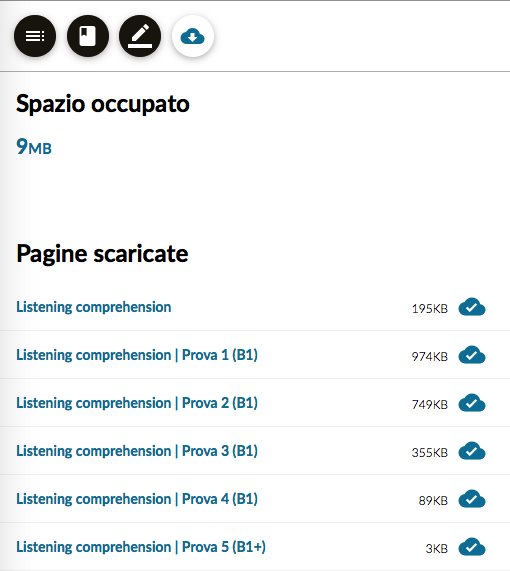 Spazio occupato
9MB
Pagine scaricate
Listening comprehension 195KB
Listening comprehension | Prova 1 (B1) 974KB
Listening comprehension | Prova 2 (B1) 749KB
Listening comprehension | Prova 3 (B1) 355KB
Listening comprehension | Prova 4 (B1) 89KB
Listening comprehension | Prova 5 (B1+) 3KB